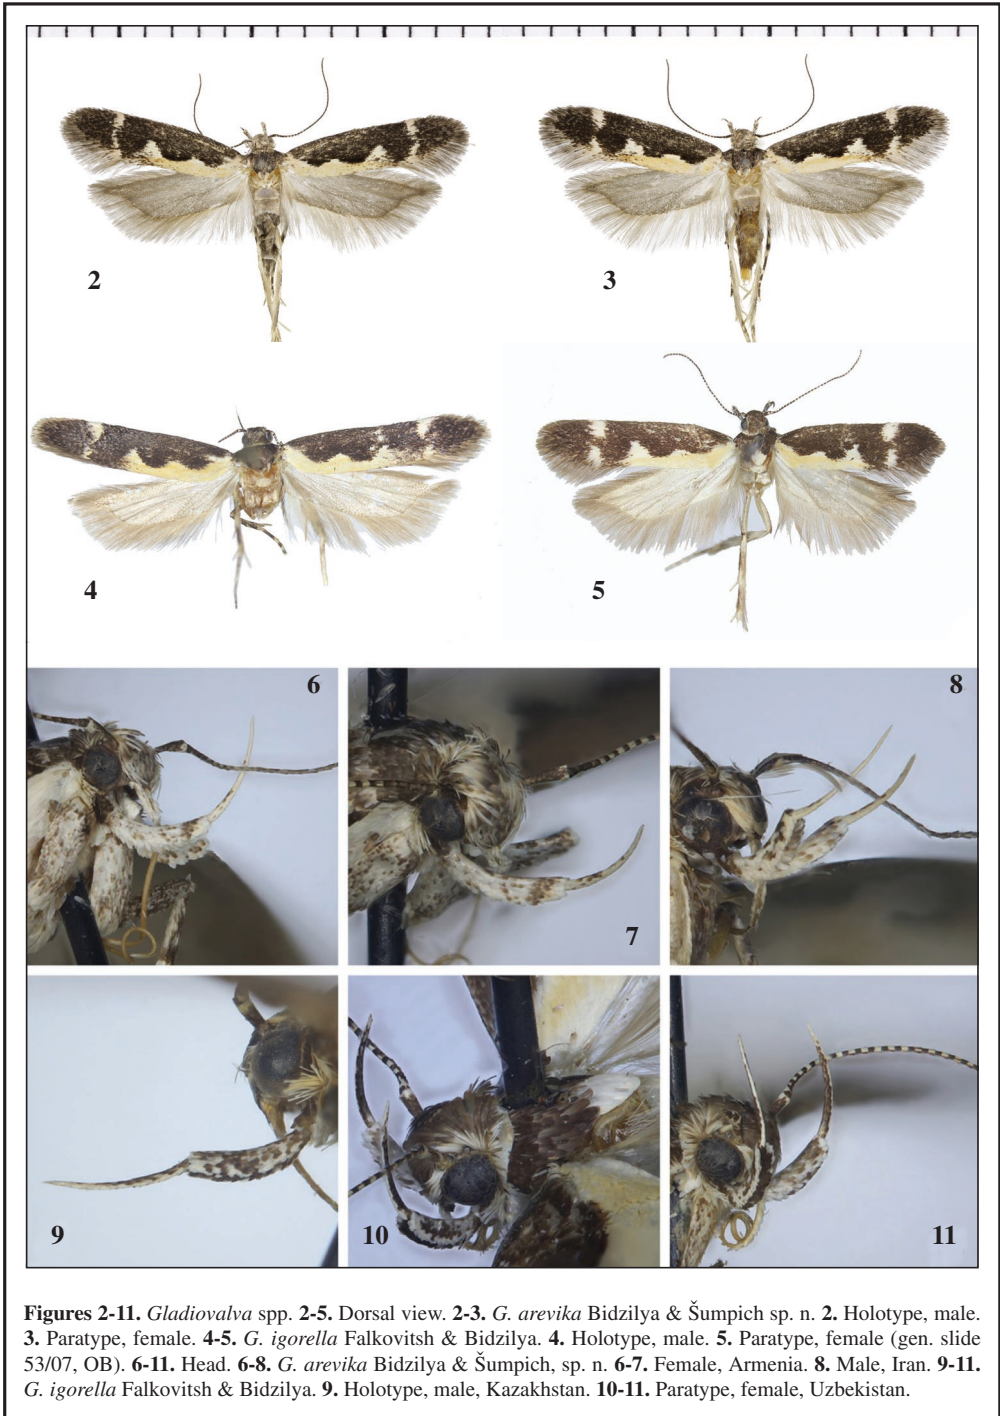 2
3
4
5
6
7
8
9
10
11
Figures 2-11. Gladiovalva spp. 2-5. Dorsal view. 2-3. G. arevika Bidzilya & Šumpich sp. n. 2. Holotype, male.
3. Paratype, female. 4-5. G. igorella Falkovitsh & Bidzilya. 4. Holotype, male. 5. Paratype, female (gen. slide
53/07, OB). 6-11. Head. 6-8. G. arevika Bidzilya & Šumpich, sp. n. 6-7. Female, Armenia. 8. Male, Iran. 9-11.
G. igorella Falkovitsh & Bidzilya. 9. Holotype, male, Kazakhstan. 10-11. Paratype, female, Uzbekistan.